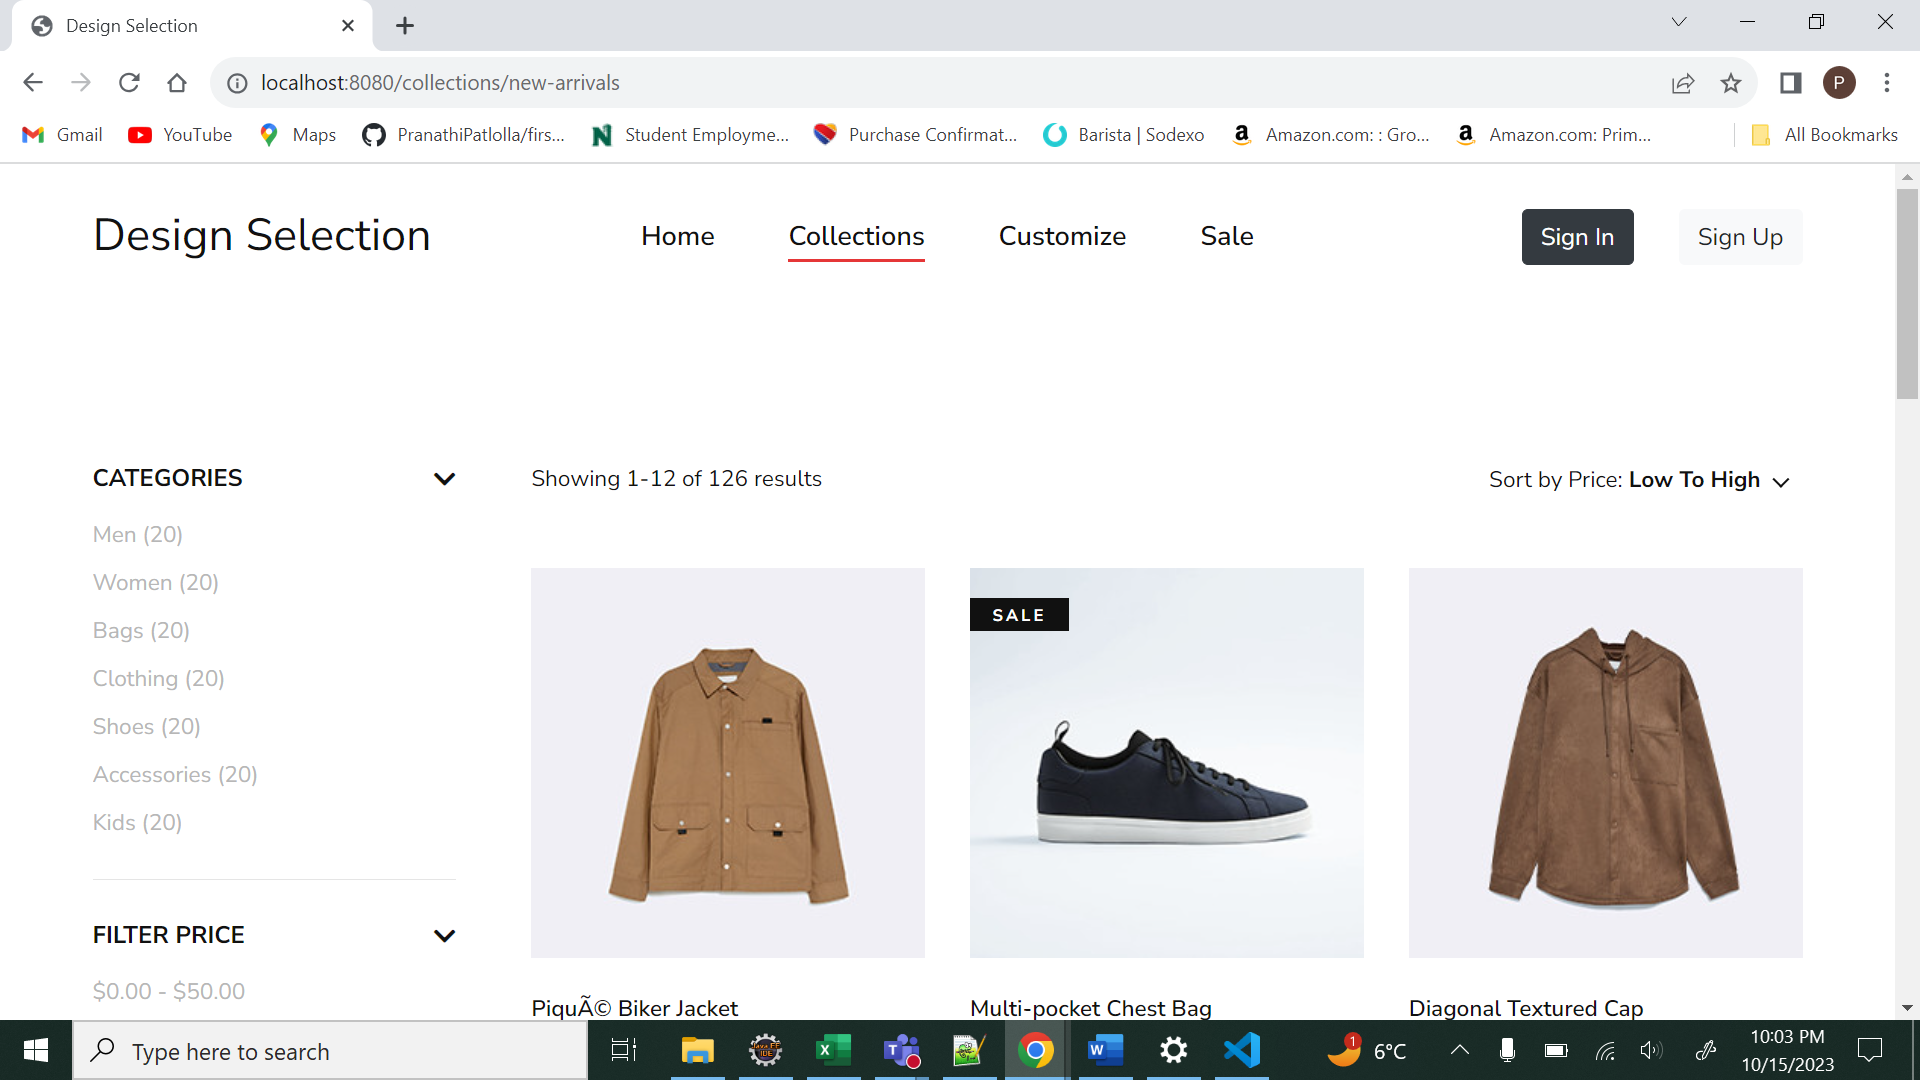 Design Selection
localhost:8080/collections/new-arrivals
P
Gmail
YouTube
Maps
PranathiPatlolla/firs...
Student Employme...
Purchase Confirmat...
Barista | Sodexo
Amazon.com: : Gro...
Amazon.com: Prim...
All Bookmarks
Design Selection
Home
Collections
Customize
Sale
Sign In
Sign Up
CATEGORIES
Men (20)
Women (20)
Bags (20)
Clothing (20)
Shoes (20)
Accessories (20)
Kids (20)
FILTER PRICE
$0.00 - $50.00
Showing 1-12 of 126 results
Sort by Price: Low To High
SALE
PiquÃ© Biker Jacket
Multi-pocket Chest Bag
Diagonal Textured Cap
Type here to search
1
6°C
10:03 PM
10/15/2023